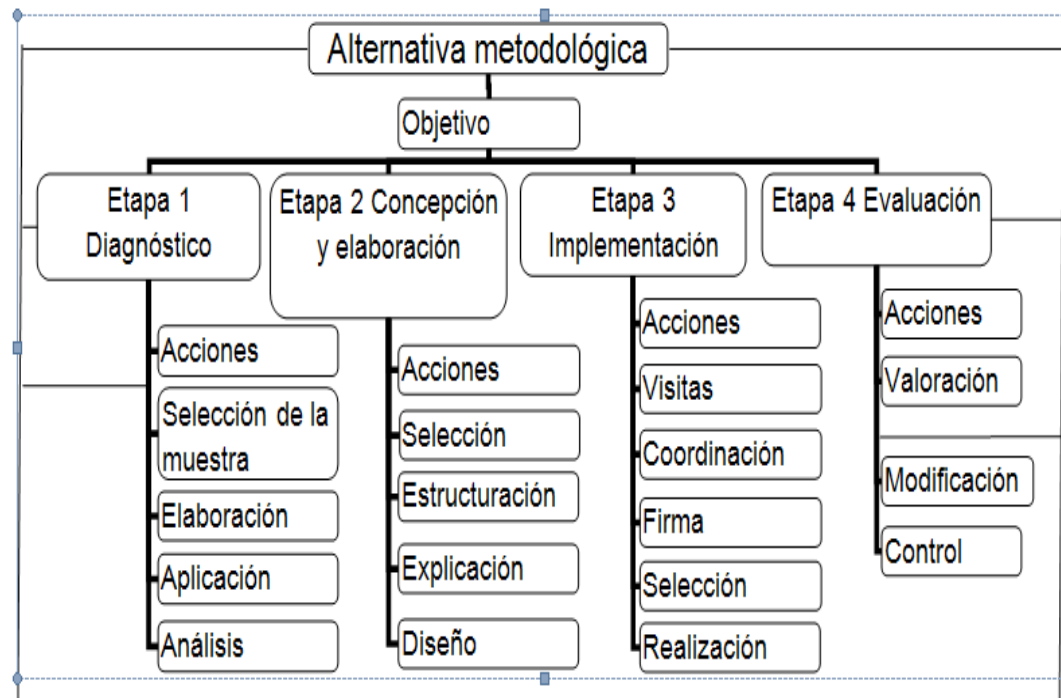 Alternativa metodológica
Objetivo
Etapa 1
Diagnóstico
Acciones
Selección de la
muestra
Elaboración
Aplicación
Análisis
Etapa 2 Concepción
y elaboración
Acciones
Selección
Estructuración
Explicación
Diseño
Etapa 3
Implementación
Acciones
Visitas
Coordinación
Firma
Selección
Realización
Etapa 4 Evaluación
Acciones
Valoración
Modificación
Control